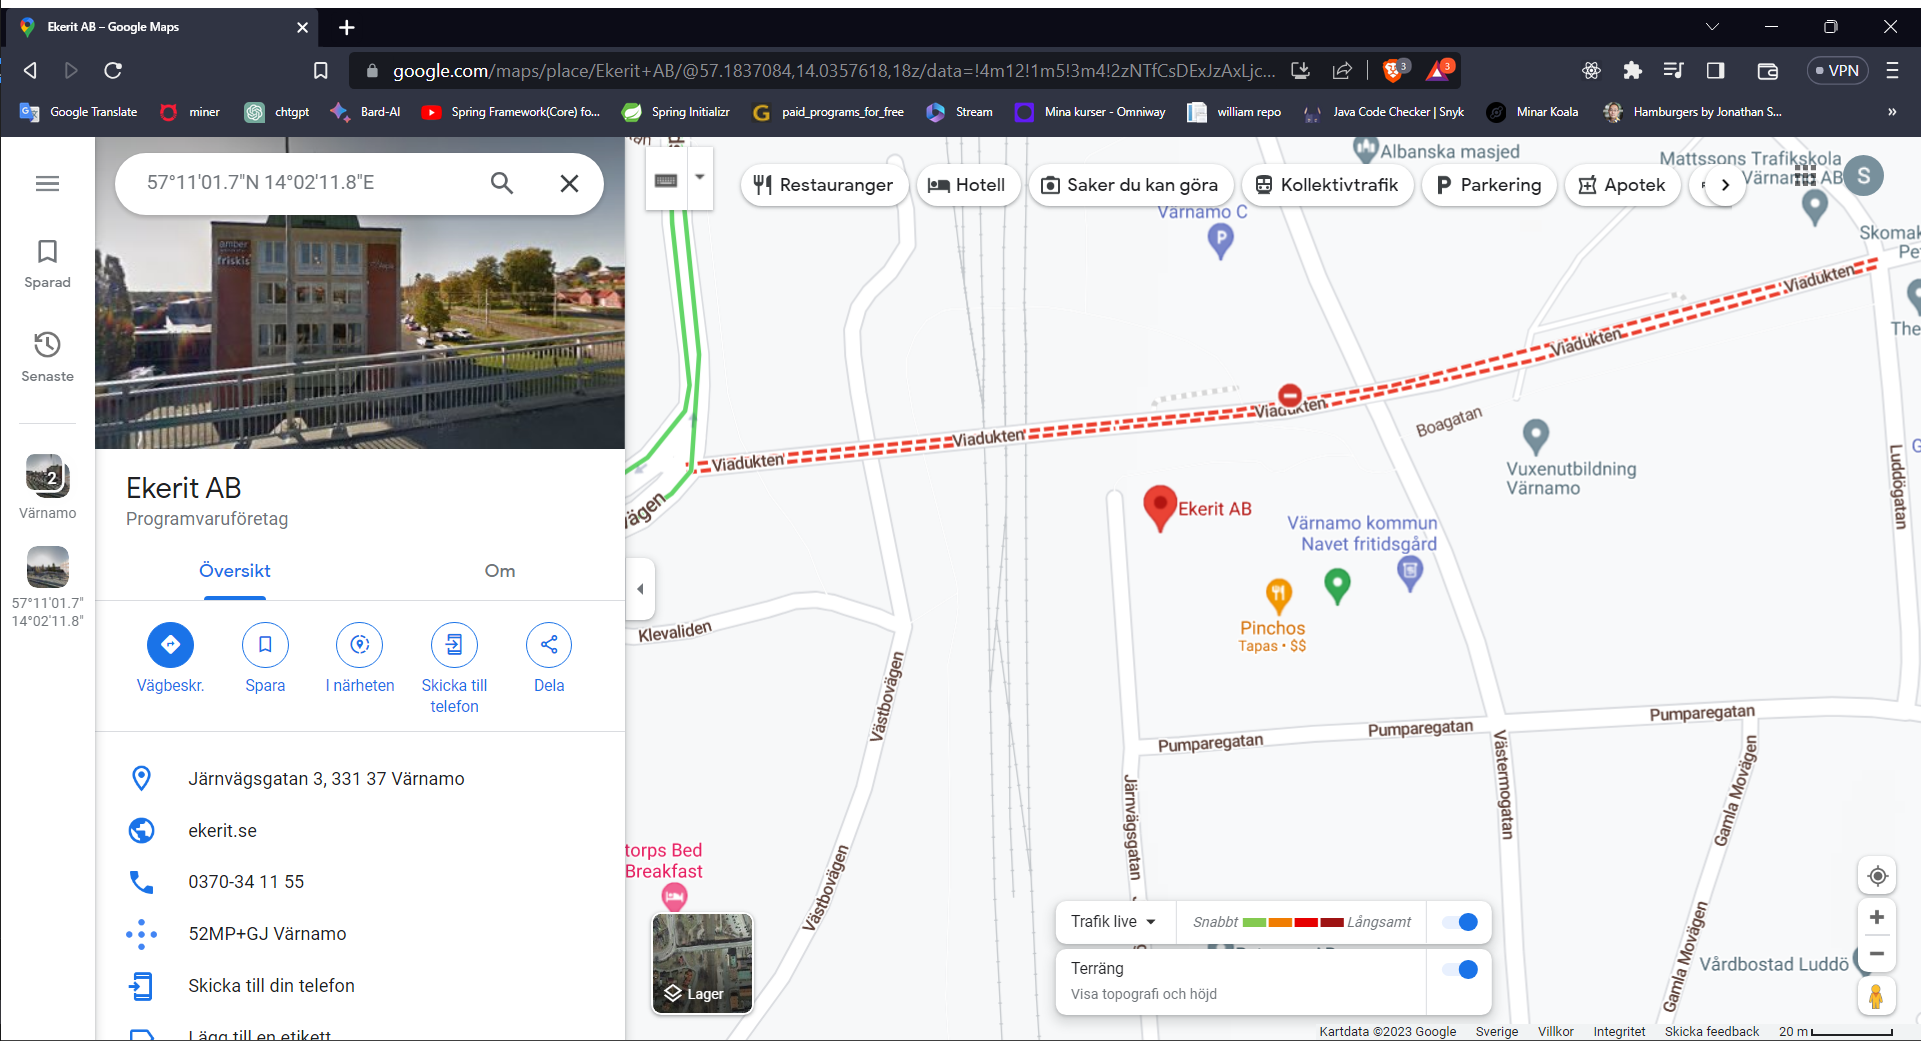 Ekerit AB – Google Maps
google.com/maps/place/Ekerit+AB/@57.1837084,14.0357618,18z/data=!4m12!1m5!3m4!2zNTfCsDExJzAxLjc...
3
3
VPN
Google Translate
miner
chtgpt
Bard-AI
Spring Framework(Core) fo...
Spring Initializr
paid_programs_for_free
Stream
Mina kurser - Omniway
william repo
Java Code Checker | Snyk
Minar Koala
Hamburgers by Jonathan S...
»
57°11'01.7"N 14°02'11.8"E
Sparad
Senaste
2
Värnamo
57°11'01.7"
14°02'11.8"
amber
friskis
Ekerit AB
Programvaruföretag
Översikt
Om
Vägbeskr.
Spara
I närheten
Skicka till
telefon
Dela
Järnvägsgatan 3, 331 37 Värnamo
ekerit.se
0370-34 11 55
52MP+GJ Värnamo
Skicka till din telefon
Lägg till en etikett
Restauranger
Hotell
Saker du kan göra
Kollektivtrafik
P Parkering
Apotek
S
Albanska masjed
Mattssons Trafikskola
Värnamo AB
Värnamo C
P
Skomak
Pe
The
Viadukten
Viadukten
Viadukten
Viadukten
Viadukten
Boagatan
Luddögatan
Vuxenutbildning
Värnamo
Ekerit AB
Värnamo kommun
Navet fritidsgård
Pinchos
Tapas • $$
vägen
Klevaliden
Västbovägen
Västbovägen
Pumparegatan
Pumparegatan
Pumparegatan
Järnvägsgatan
Västermogatan
Gamla Movägen
Gamla Movägen
torps Bed
Breakfast
Vårdbostad Luddö
Lager
Trafik live
Snabbt
Långsamt
Terräng
Visa topografi och höjd
Kartdata ©2023 Google
Sverige
Villkor
Integritet
Skicka feedback
20 m